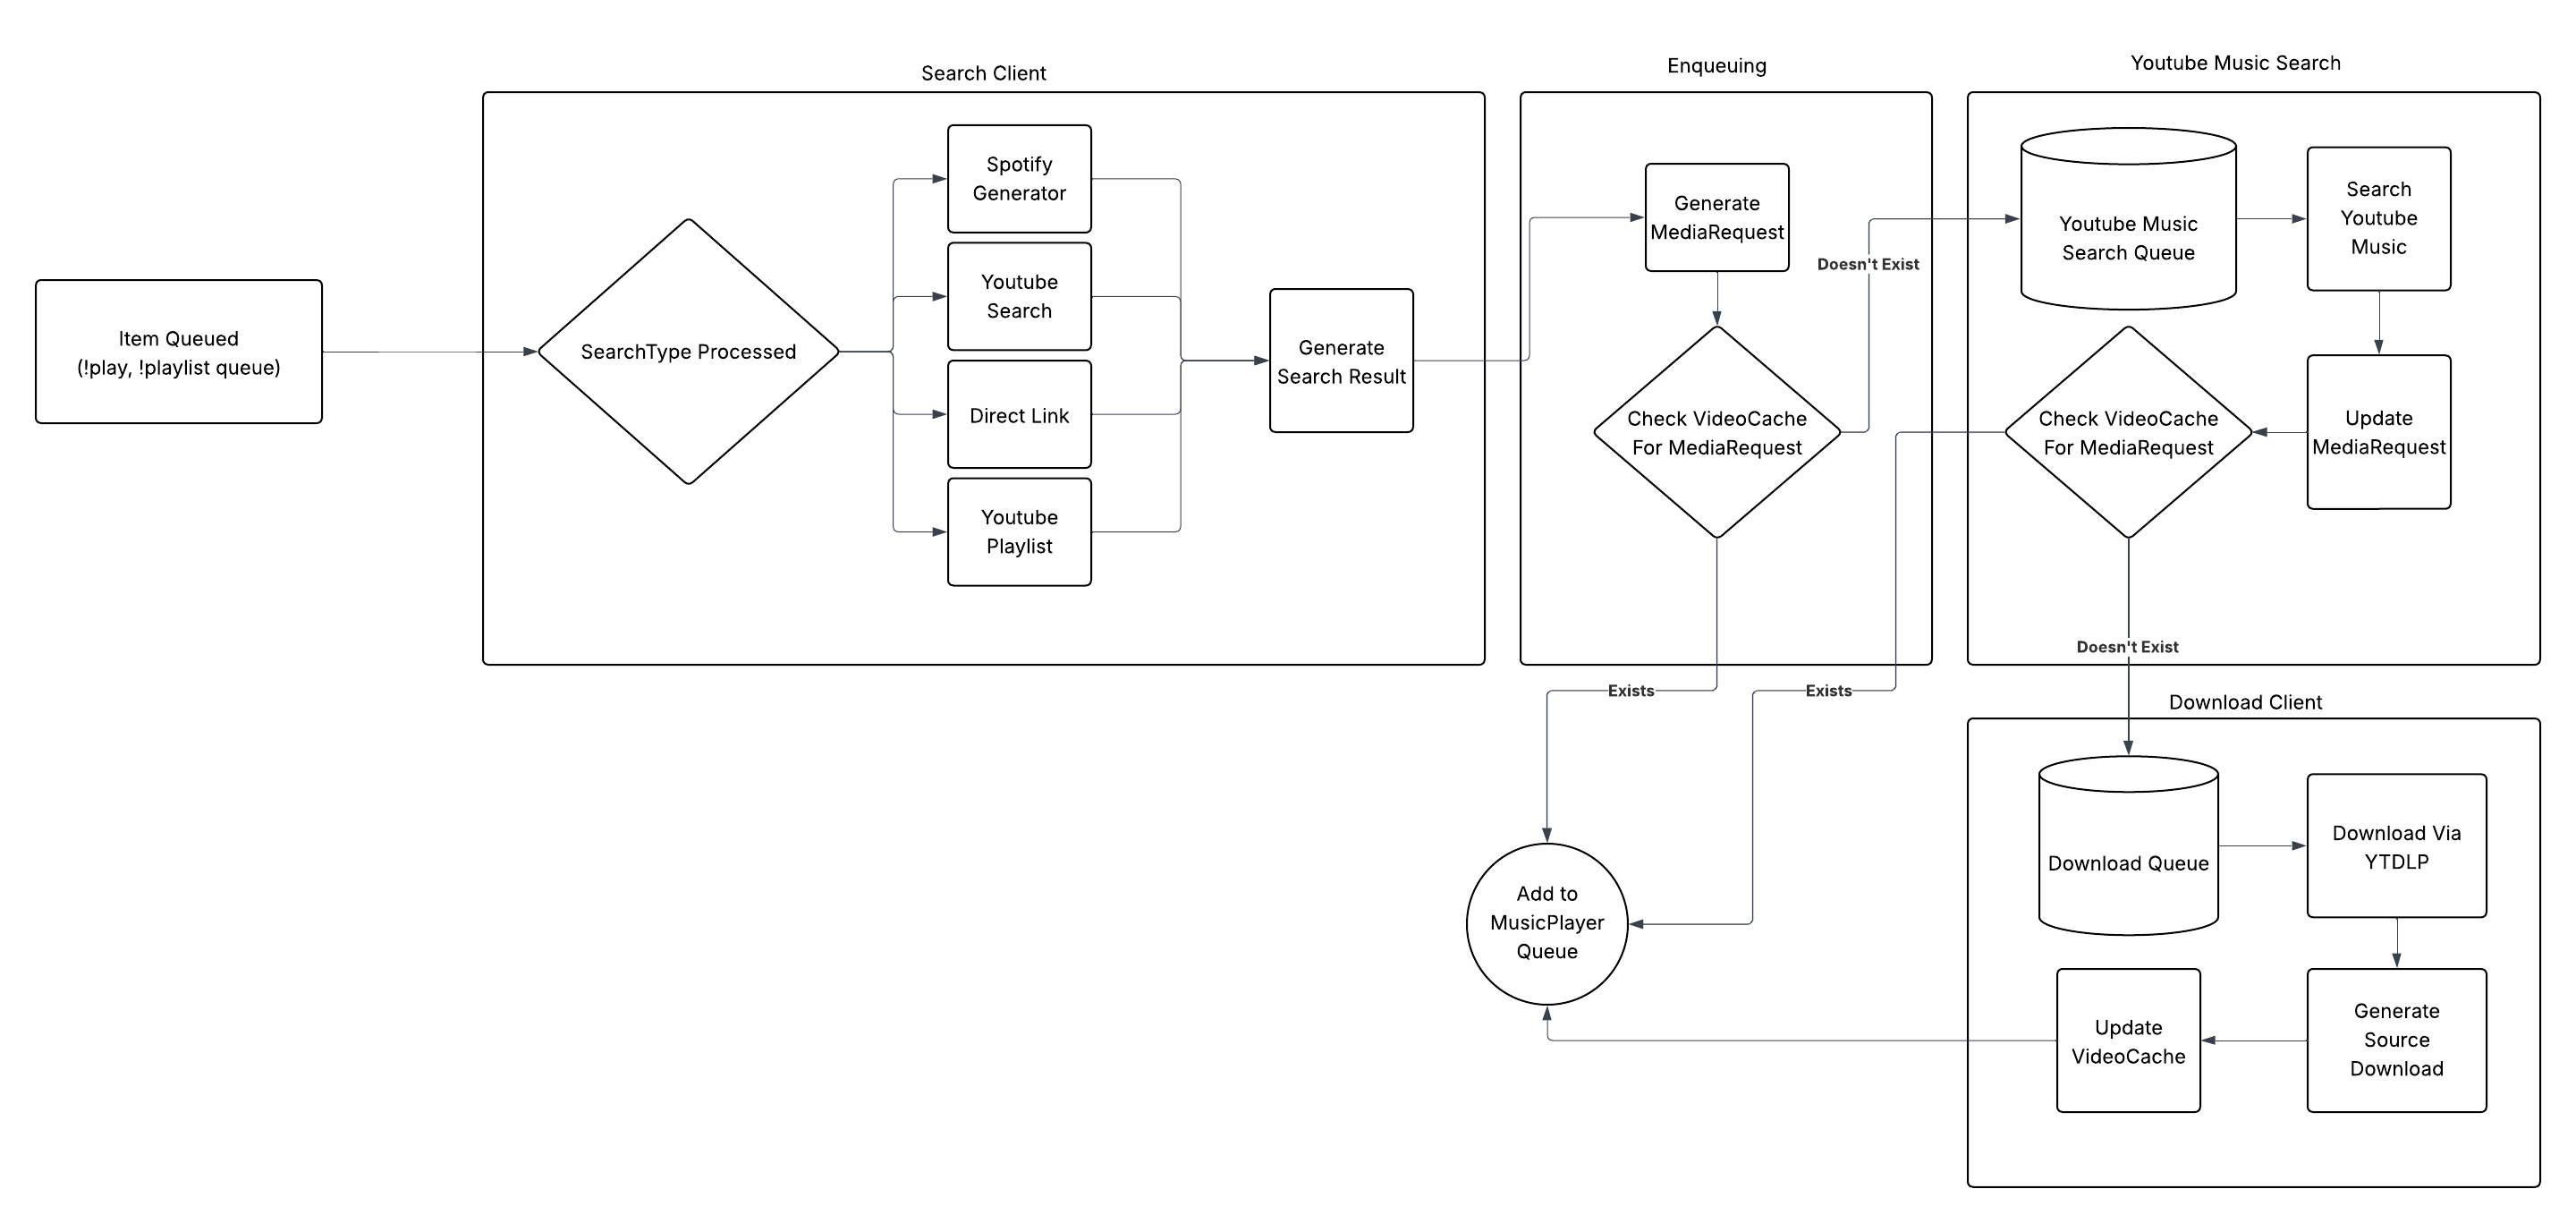 Search Client
Enqueuing
Youtube Music Search
Item Queued
(!play, !playlist queue)
SearchType Processed
Spotify
Generator
Youtube
Search
Direct Link
Youtube
Playlist
Generate
Search Result
Generate
MediaRequest
Check VideoCache
For MediaRequest
Doesn't Exist
Youtube Music
Search Queue
Search
Youtube
Music
Update
MediaRequest
Check VideoCache
For MediaRequest
Doesn't Exist
Exists
Exists
Download Client
Download Queue
Download Via
YTDLP
Generate
Source
Download
Update
VideoCache
Add to
MusicPlayer
Queue